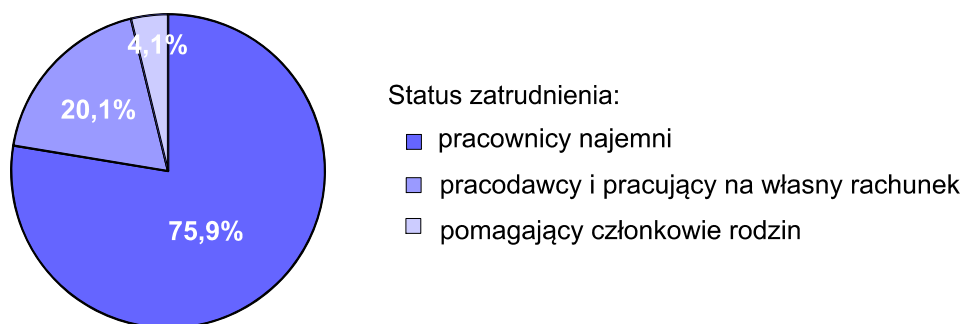 4,1%
20,1%
75,9%
Status zatrudnienia:
pracownicy najemni
pracodawcy i pracujący na własny rachunek
pomagający członkowie rodzin